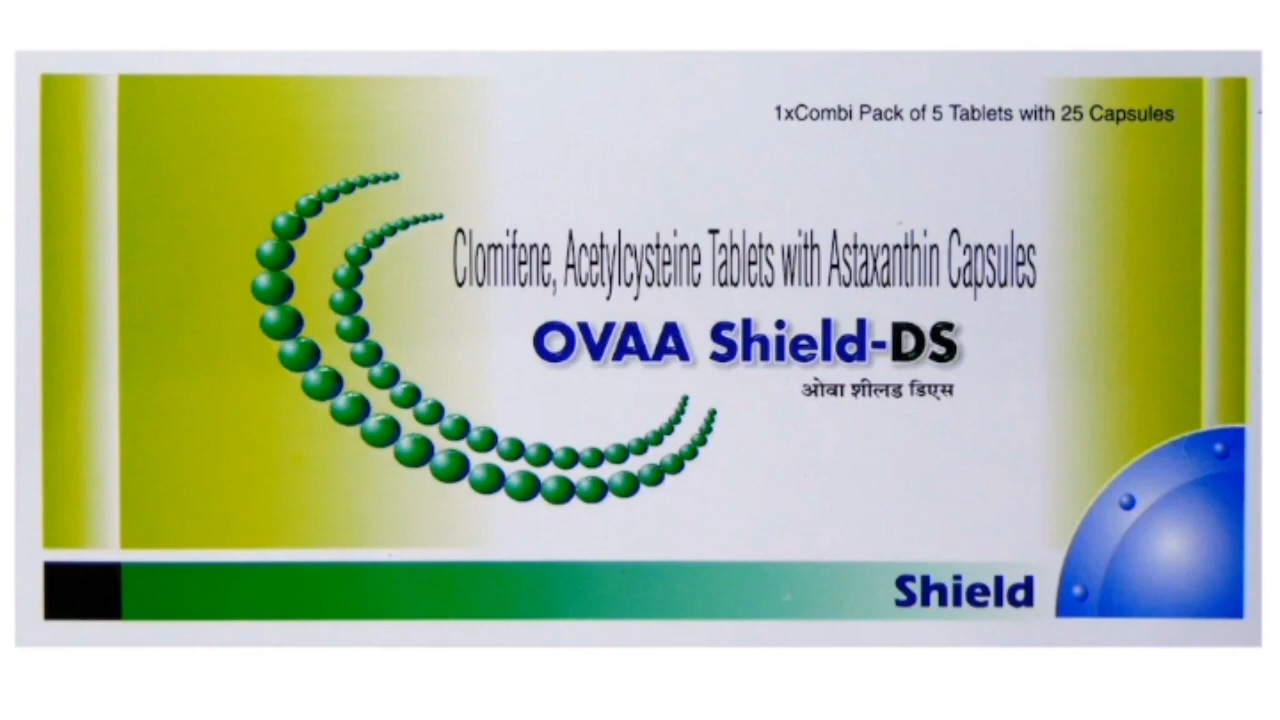 1xCombi Pack of 5 Tablets with 25 Capsules
Clomifene, Acetylcysteine Tablets with Astaxanthin Capsules
OVAA Shield-DS
ओवा शीलड डिएस
Shield